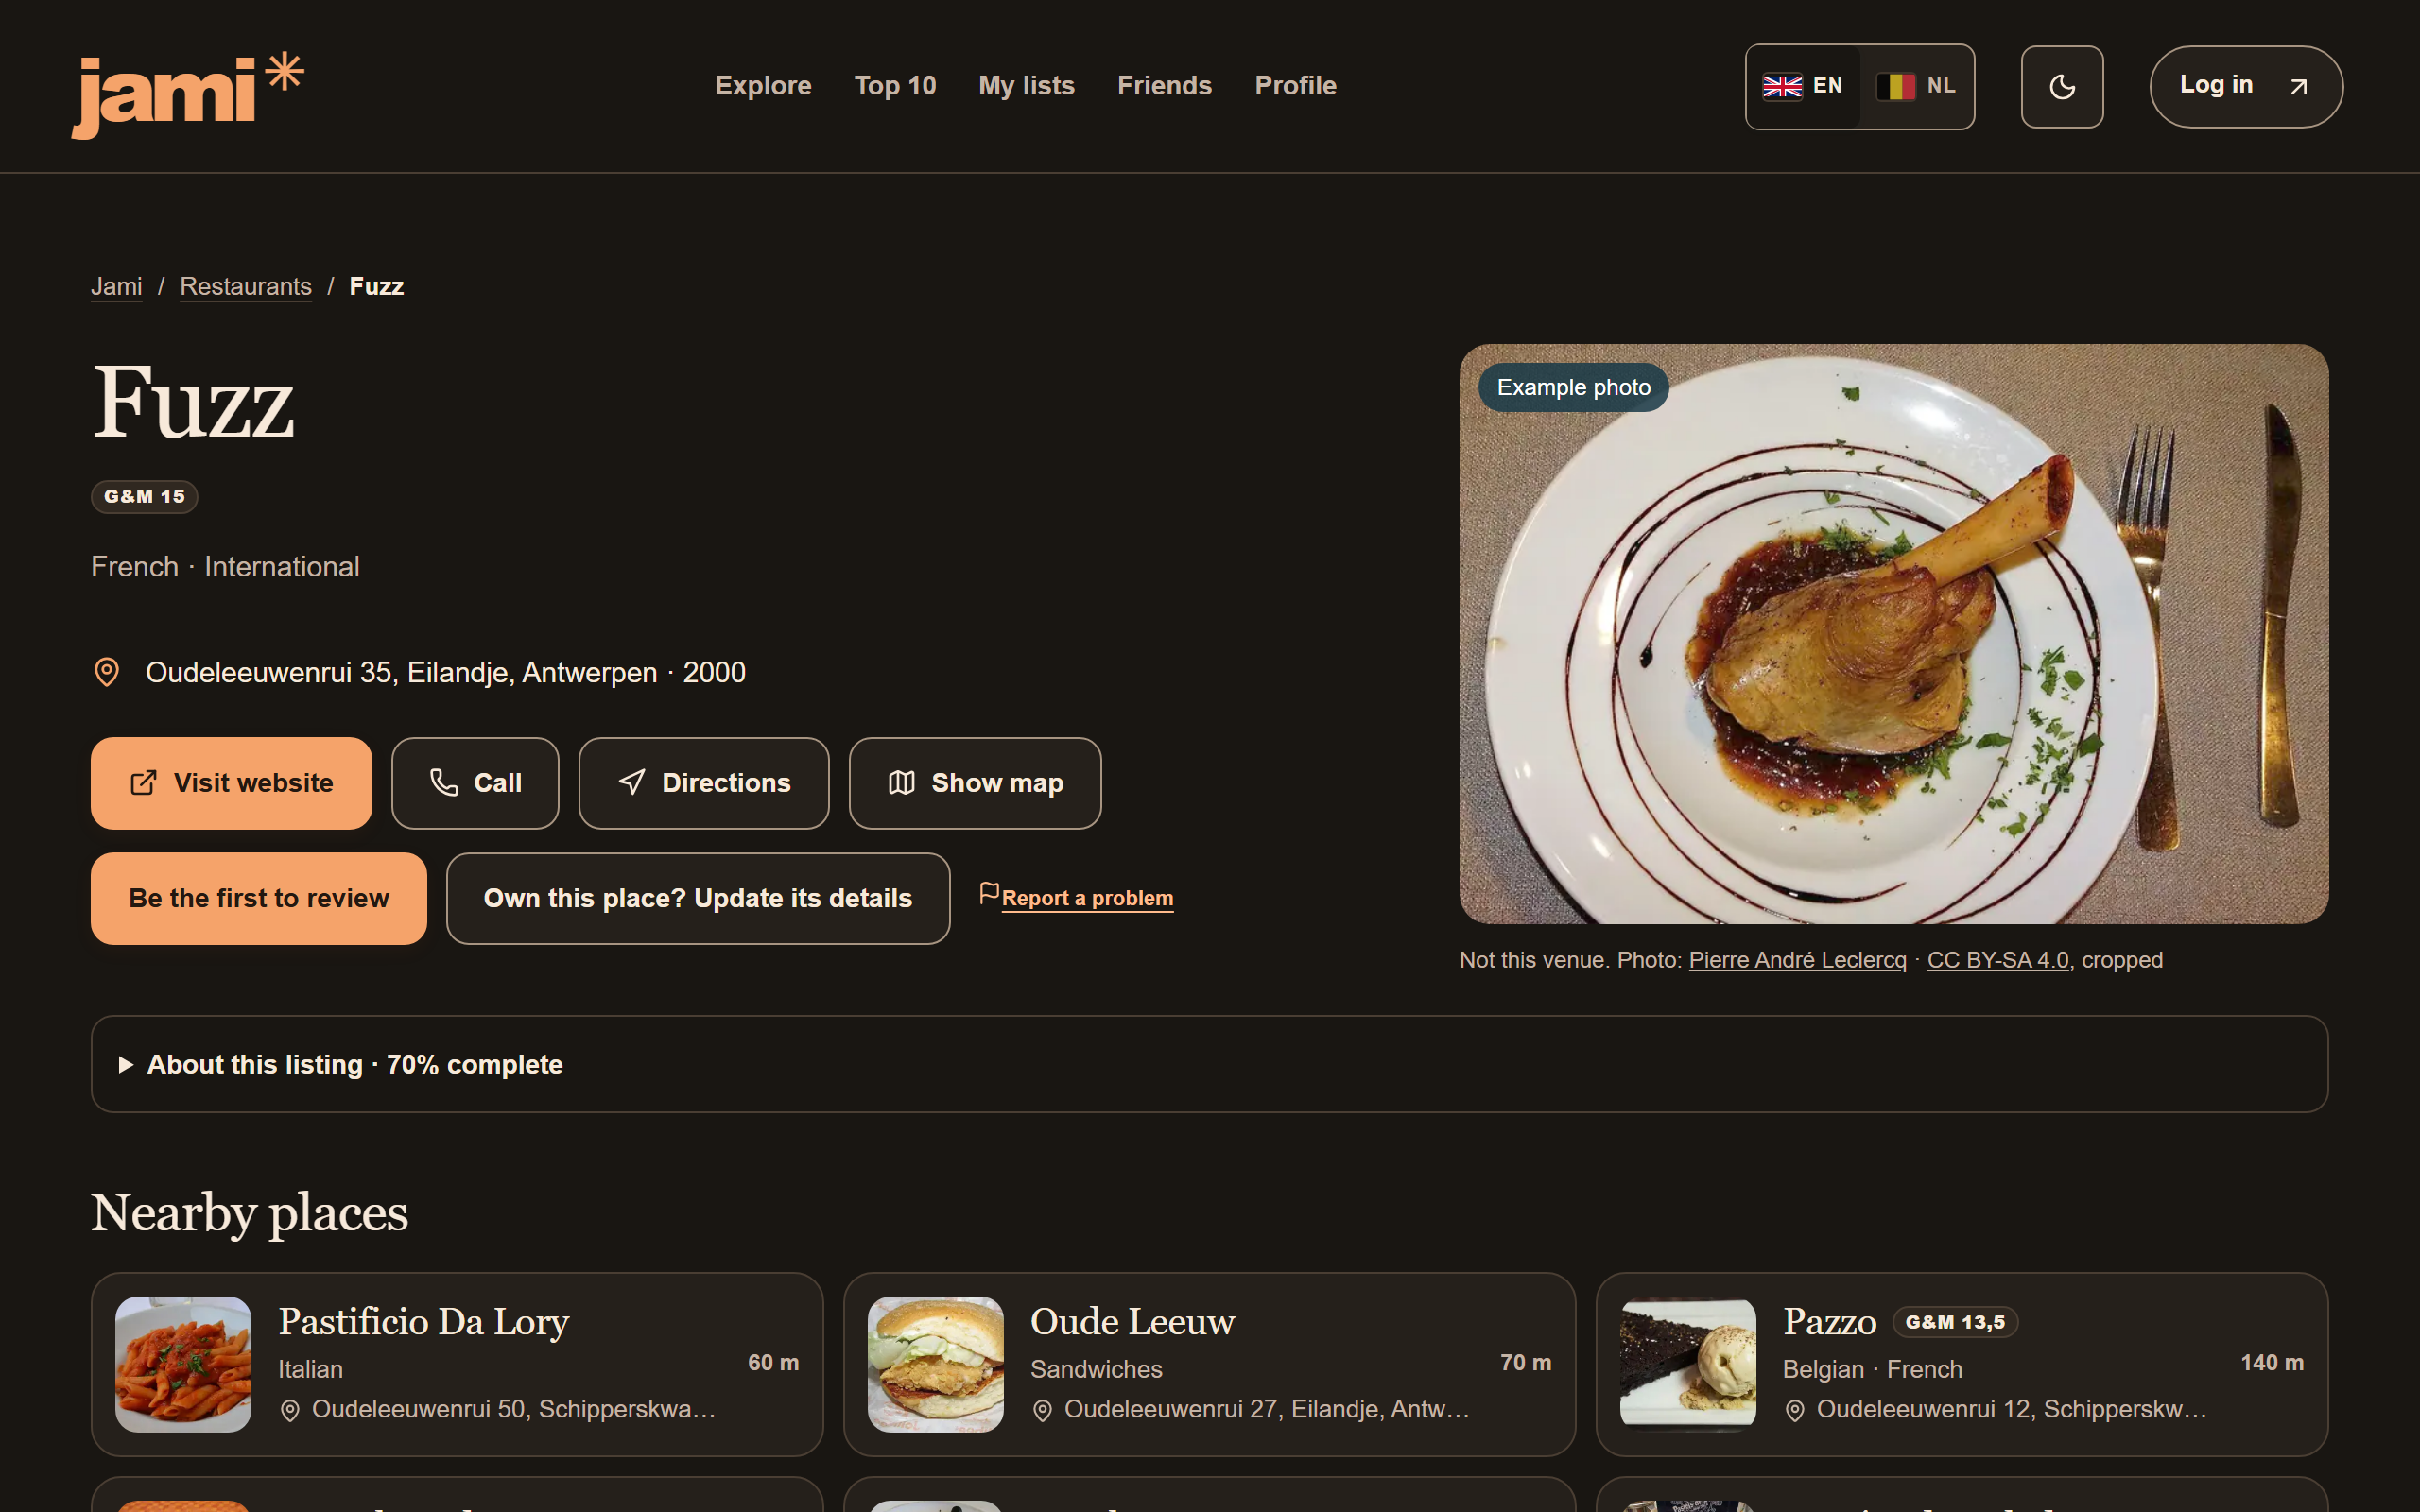 jami*
Explore
Top 10
My lists
Friends
Profile
EN
NL
Log in
Jami / Restaurants / Fuzz
Fuzz
G&M 15
French · International
Oudeleeuwenrui 35, Eilandje, Antwerpen · 2000
Visit website
Call
Directions
Show map
Be the first to review
Own this place? Update its details
Report a problem
Example photo
Not this venue. Photo: Pierre André Leclercq · CC BY-SA 4.0, cropped
About this listing · 70% complete
Nearby places
Pastificio Da Lory
Italian
Oudeleeuwenrui 50, Schipperskwa…
60 m
Oude Leeuw
Sandwiches
Oudeleeuwenrui 27, Eilandje, Antw…
70 m
Pazzo G&M 13,5
Belgian · French
Oudeleeuwenrui 12, Schipperskw…
140 m